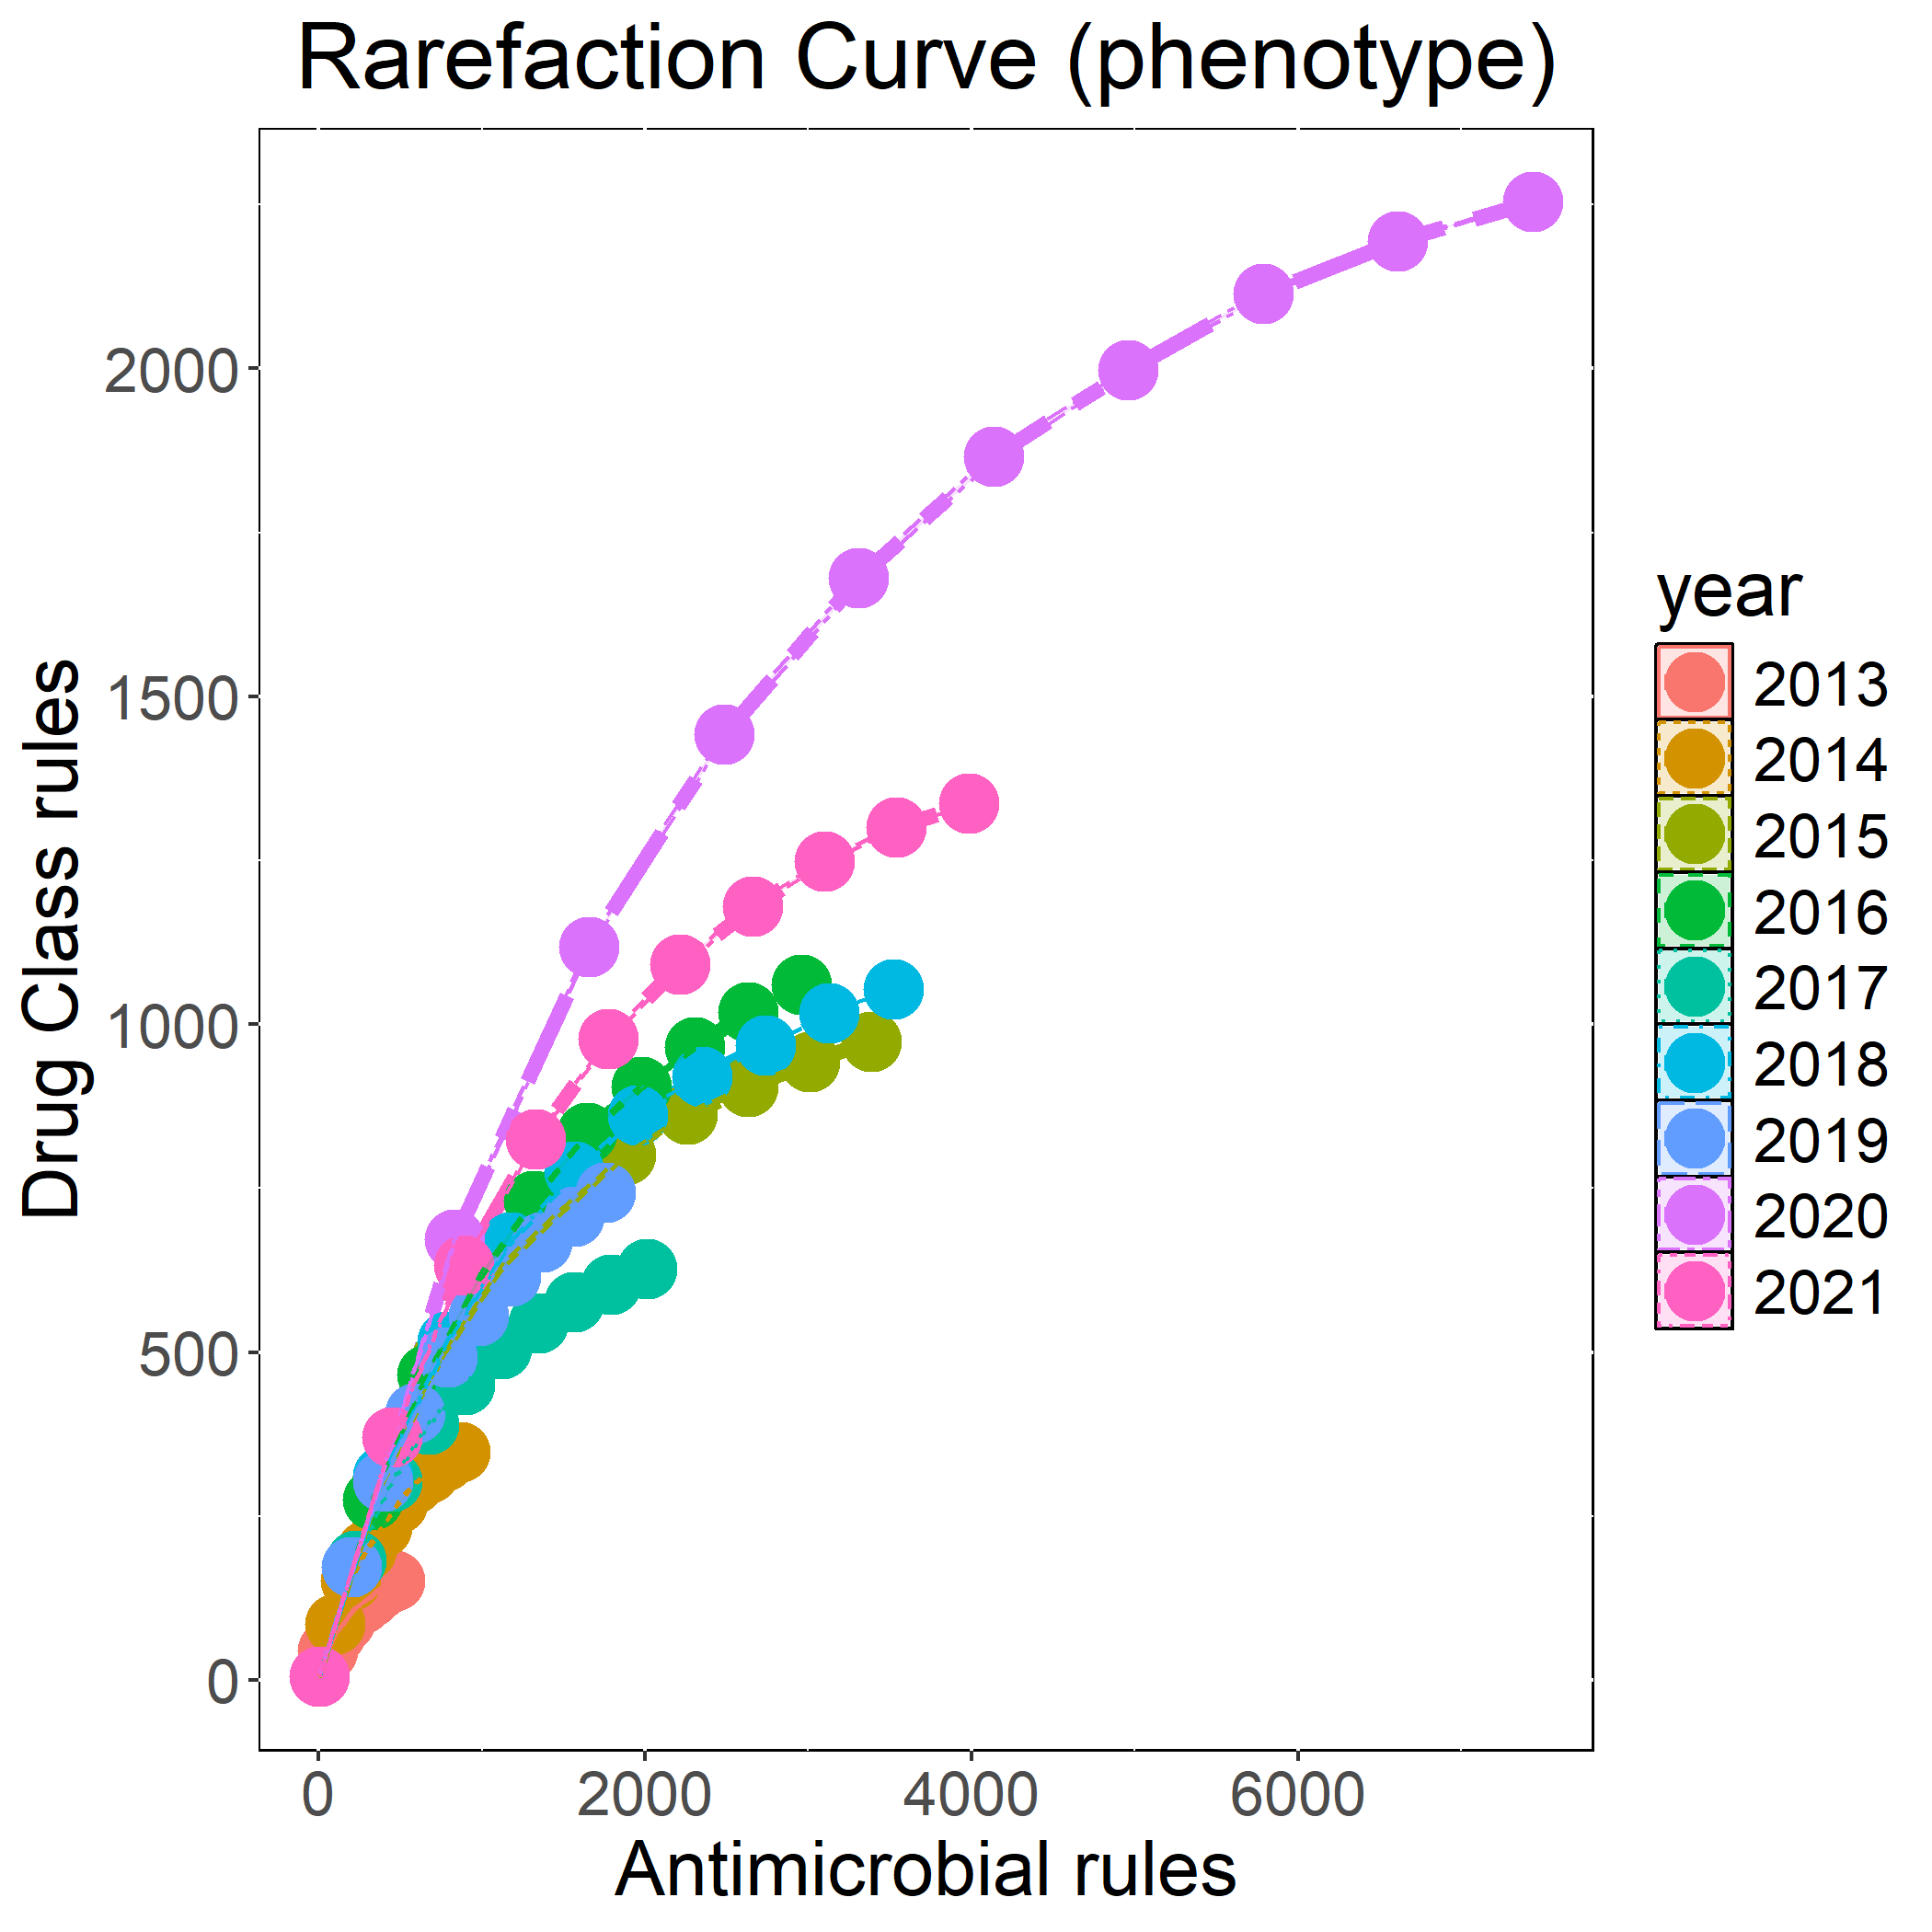 Rarefaction Curve (phenotype)
Drug Class rules
2000
1500
1000
500
0
0 2000 4000 6000
Antimicrobial rules
year
2013
2014
2015
2016
2017
2018
2019
2020
2021